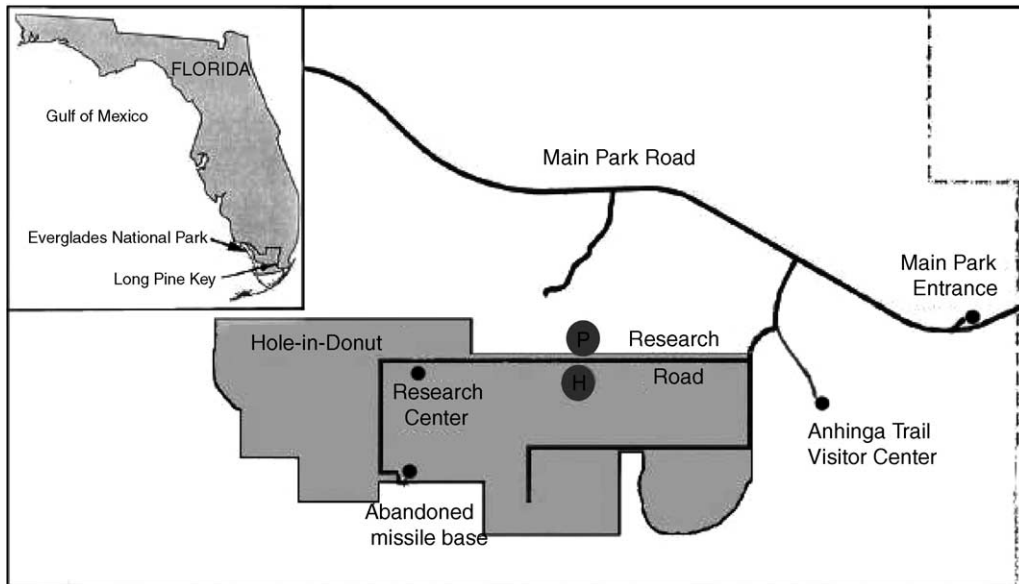 FLORIDA
Gulf of Mexico
Everglades National Park
Long Pine Key
Main Park Road
Main Park
Entrance
Hole-in-Donut
P
Research
H
Road
Research
Center
Anhinga Trail
Visitor Center
Abandoned
missile base